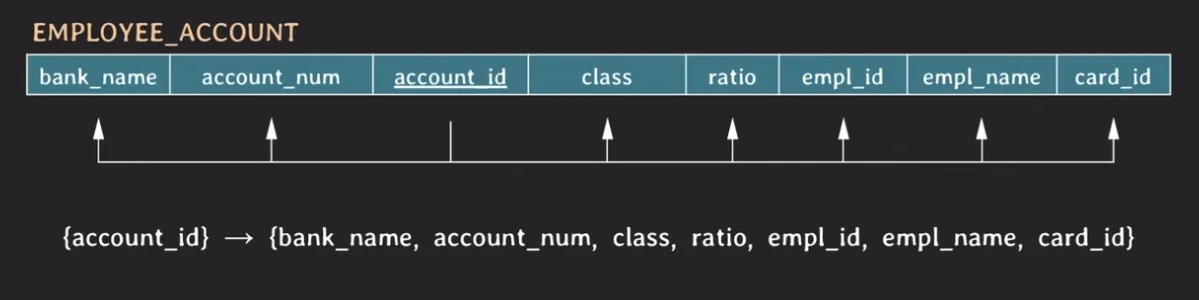 EMPLOYEE_ACCOUNT
bank_name account_num account_id class ratio empl_id empl_name card_id
{account_id} → {bank_name, account_num, class, ratio, empl_id, empl_name, card_id}